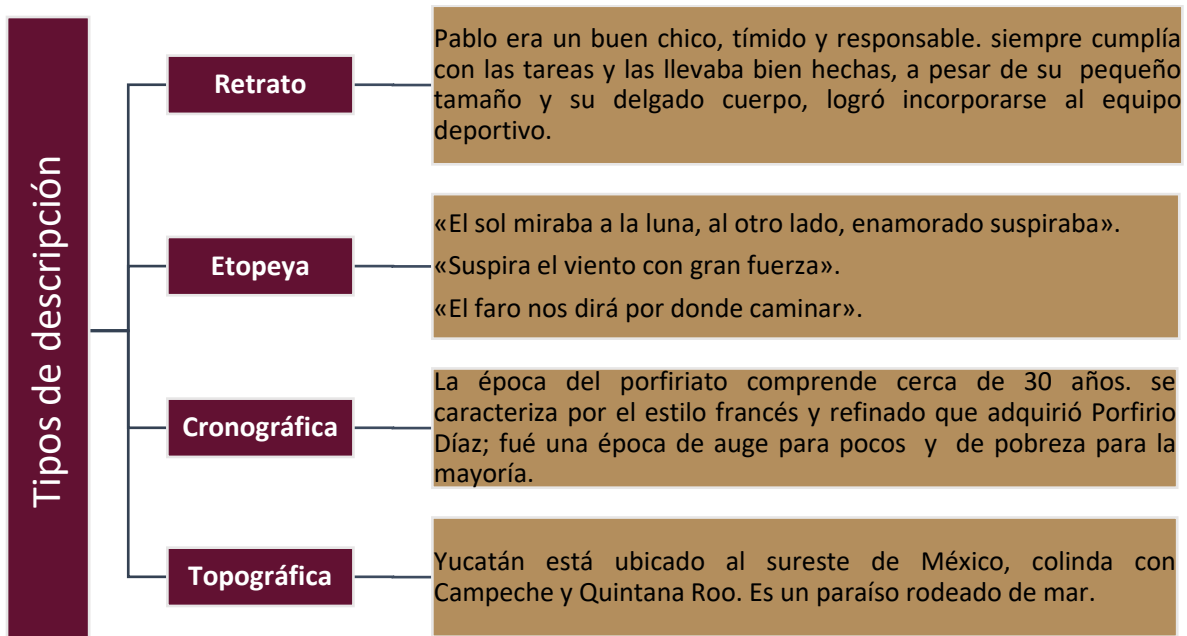 Tipos de descripción
Retrato
Pablo era un buen chico, tímido y responsable. siempre cumplía
con las tareas y las llevaba bien hechas, a pesar de su pequeño
tamaño y su delgado cuerpo, logró incorporarse al equipo
deportivo.
Etopeya
«El sol miraba a la luna, al otro lado, enamorado suspiraba».
«Suspira el viento con gran fuerza».
«El faro nos dirá por donde caminar».
Cronográfica
La época del porfiriato comprende cerca de 30 años. se
caracteriza por el estilo francés y refinado que adquirió Porfirio
Díaz; fué una época de auge para pocos y de pobreza para la
mayoría.
Topográfica
Yucatán está ubicado al sureste de México, colinda con
Campeche y Quintana Roo. Es un paraíso rodeado de mar.